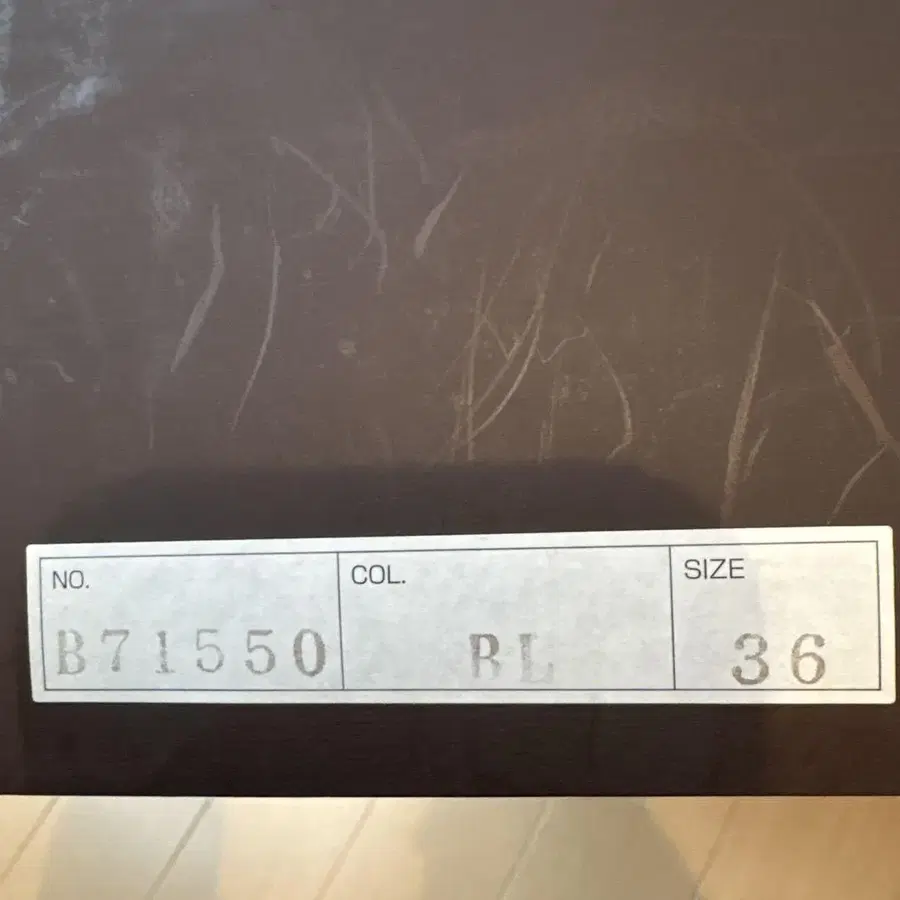 NO. COL. SIZE
B71550 BL 36